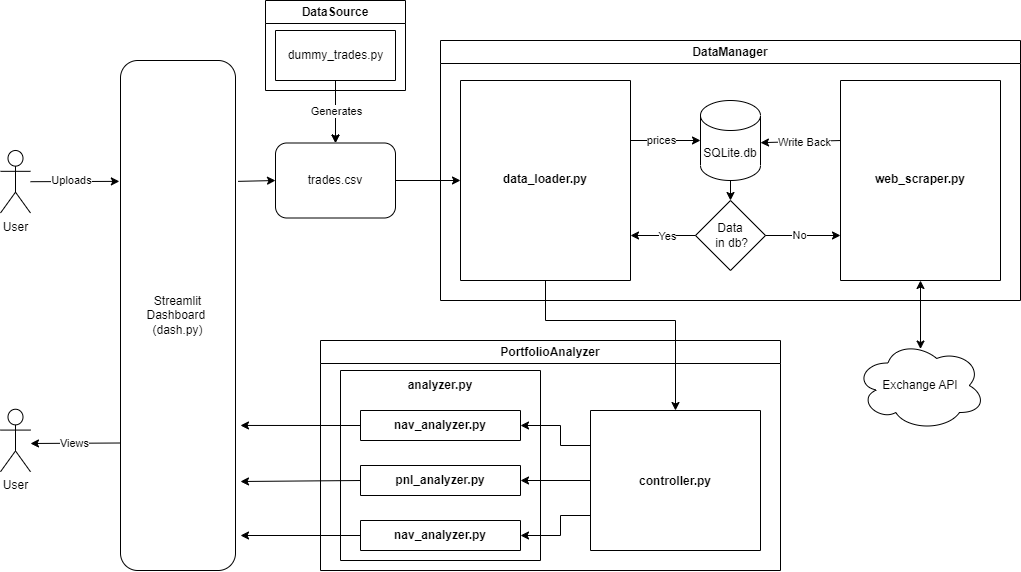 DataSource
dummy_trades.py
Generates
trades.csv
User
Uploads
Streamlit
Dashboard
(dash.py)
DataManager
data_loader.py
prices
SQLite.db
Write Back
web_scraper.py
Data
in db?
Yes
No
Exchange API
PortfolioAnalyzer
analyzer.py
nav_analyzer.py
pnl_analyzer.py
nav_analyzer.py
controller.py
Views
User